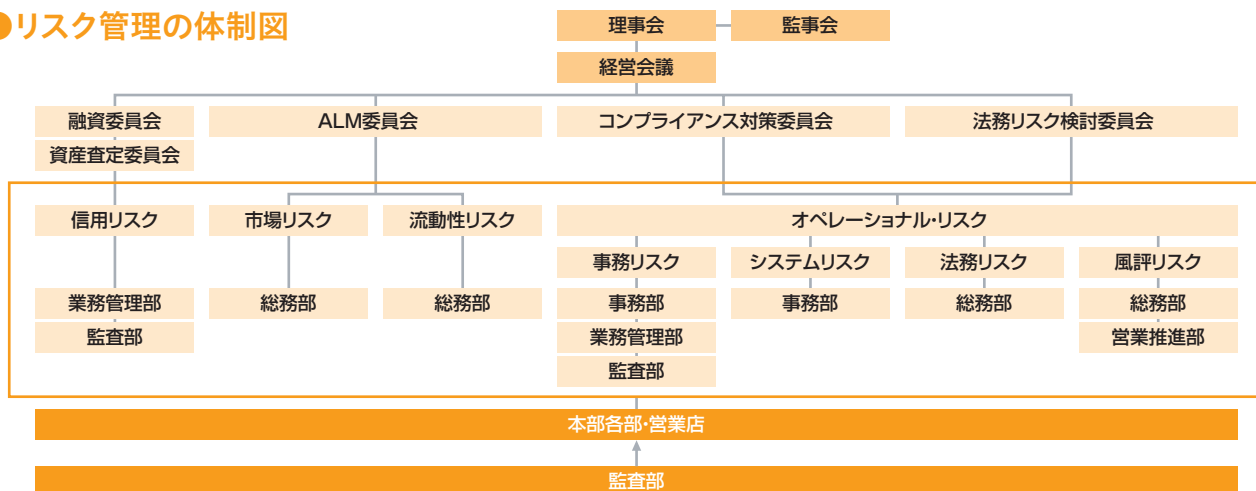 ●リスク管理の体制図
理事会
監事会
経営会議
融資委員会
ALM委員会
コンプライアンス対策委員会
法務リスク検討委員会
資産査定委員会
信用リスク
市場リスク
流動性リスク
オペレーショナル・リスク
事務リスク
システムリスク
法務リスク
風評リスク
業務管理部
総務部
総務部
事務部
事務部
総務部
総務部
監査部
業務管理部
営業推進部
監査部
本部各部・営業店
監査部